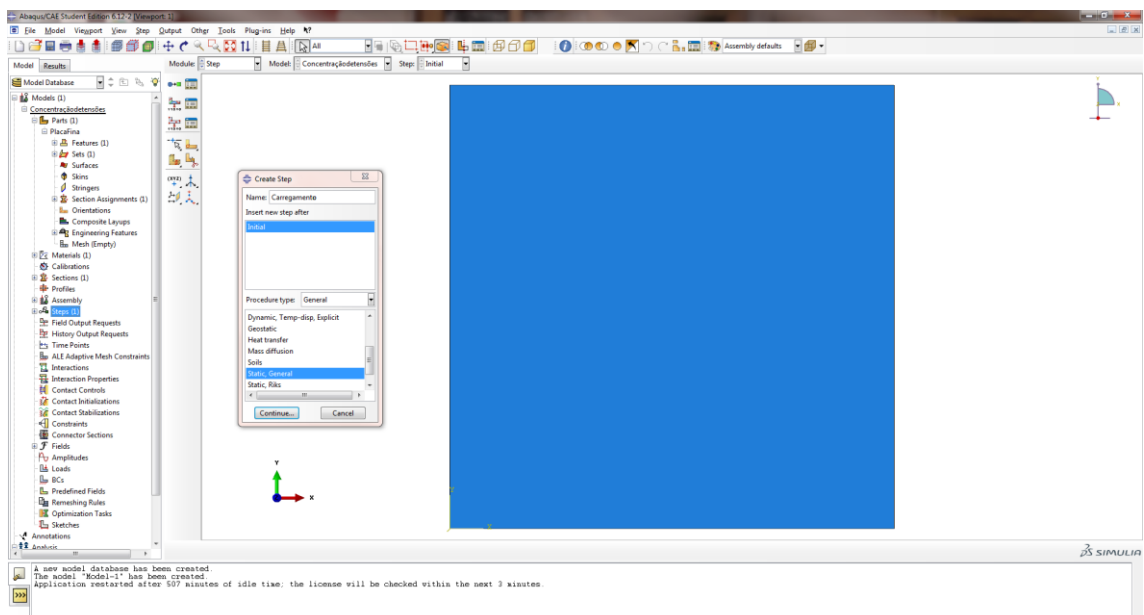 Abaqus/CAE Student Edition 6.12-2 [Viewport: 1]
File Model Viewport View Step Output Other Tools Plug-ins Help
All
Assembly defaults
Model Results
Module: Step Model: Concentraçãodetensões Step: Initial
Model Database
Models (1)
Concentraçãodetensões
Parts (1)
PlacaFina
Features (1)
Sets (1)
Surfaces
Skins
Stringers
Section Assignments (1)
Orientations
Composite Layups
Engineering Features
Mesh (Empty)
Materials (1)
Calibrations
Sections (1)
Profiles
Assembly
Steps (1)
Field Output Requests
History Output Requests
Time Points
ALE Adaptive Mesh Constraints
Interactions
Interaction Properties
Contact Controls
Contact Initializations
Contact Stabilizations
Constraints
Connector Sections
Fields
Amplitudes
Loads
BCs
Predefined Fields
Remeshing Rules
Optimization Tasks
Sketches
Annotations
Analysis
Create Step
Name: Carregamento
Insert new step after
Initial
Procedure type: General
Dynamic, Temp-disp, Explicit
Geostatic
Heat transfer
Mass diffusion
Soils
Static, General
Static, Riks
Continue... Cancel
Y
X
SIMULIA
A new model database has been created.
The model "Model-1" has been created.
Application restarted after 507 minutes of idle time; the license will be checked within the next 3 minutes.